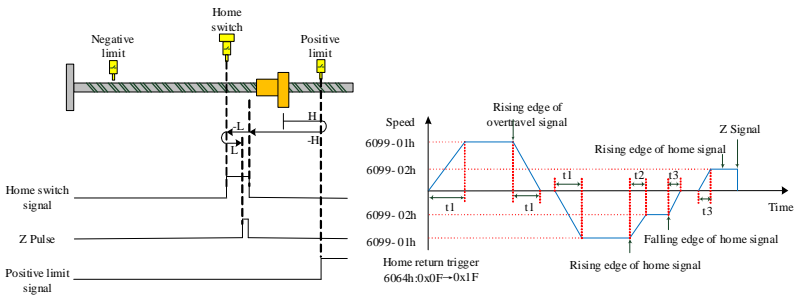 Home
switch
Negative
limit
Positive
limit
H
-L
-H
L
Home switch
signal
Z Pulse
Positive limit
signal
Rising edge of
overtravel signal
Speed
Z Signal
6099-01h
Rising edge of home signal
6099-02h
t1
t2
t3
t1
t1
t3
Time
6099-02h
6099-01h
Falling edge of home signal
Home return trigger
Rising edge of home signal
6064h:0x0F→0x1F